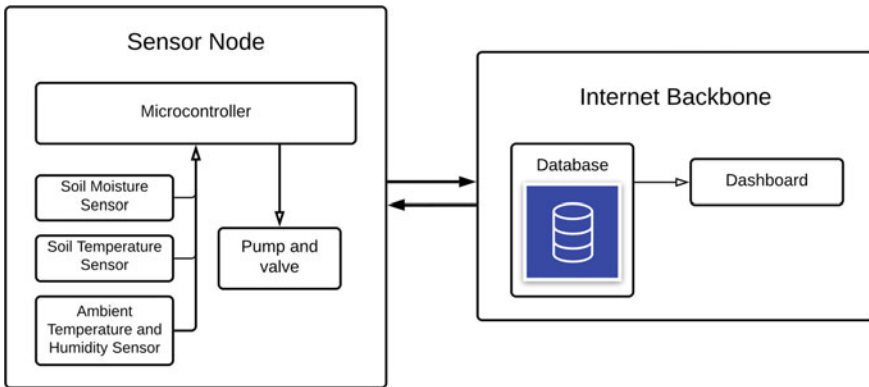 Sensor Node
Microcontroller
Soil Moisture
Sensor
Soil Temperature
Sensor
Ambient
Temperature and
Humidity Sensor
Pump and
valve
Internet Backbone
Database
Dashboard